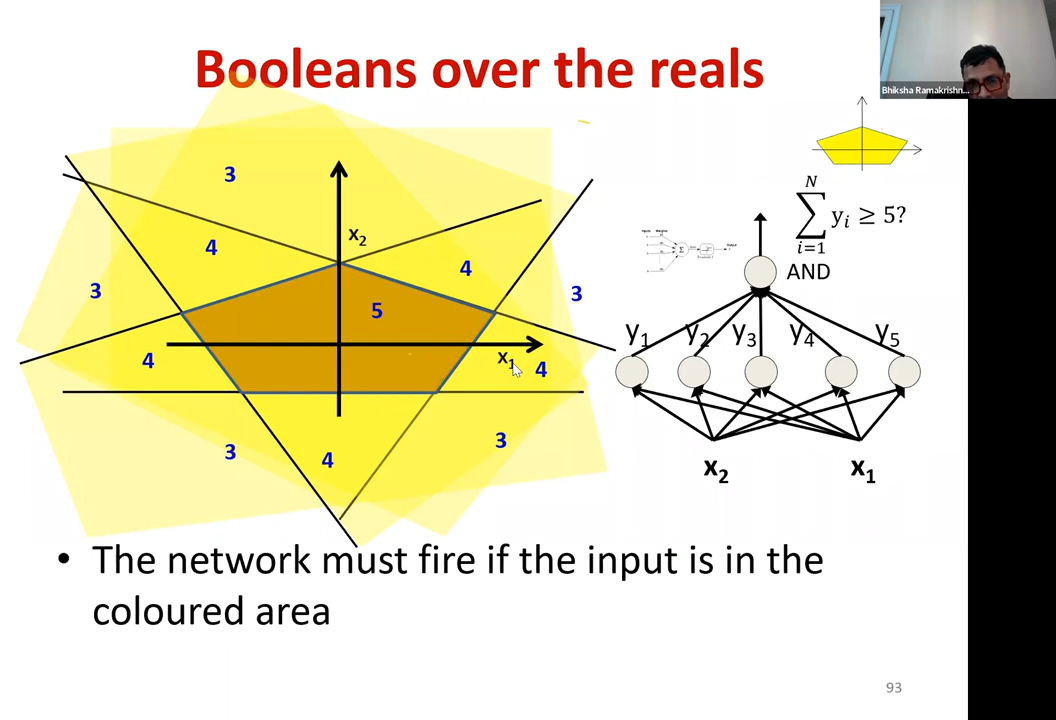 Booleans over the reals
Bhiksha Ramakrishn...
3
x2
4
4
3
3
5
x1
4
4
3
3
4
N
∑ yi ≥ 5?
i=1
AND
y1 y2 y3 y4 y5
x2 x1
• The network must fire if the input is in the
coloured area
93